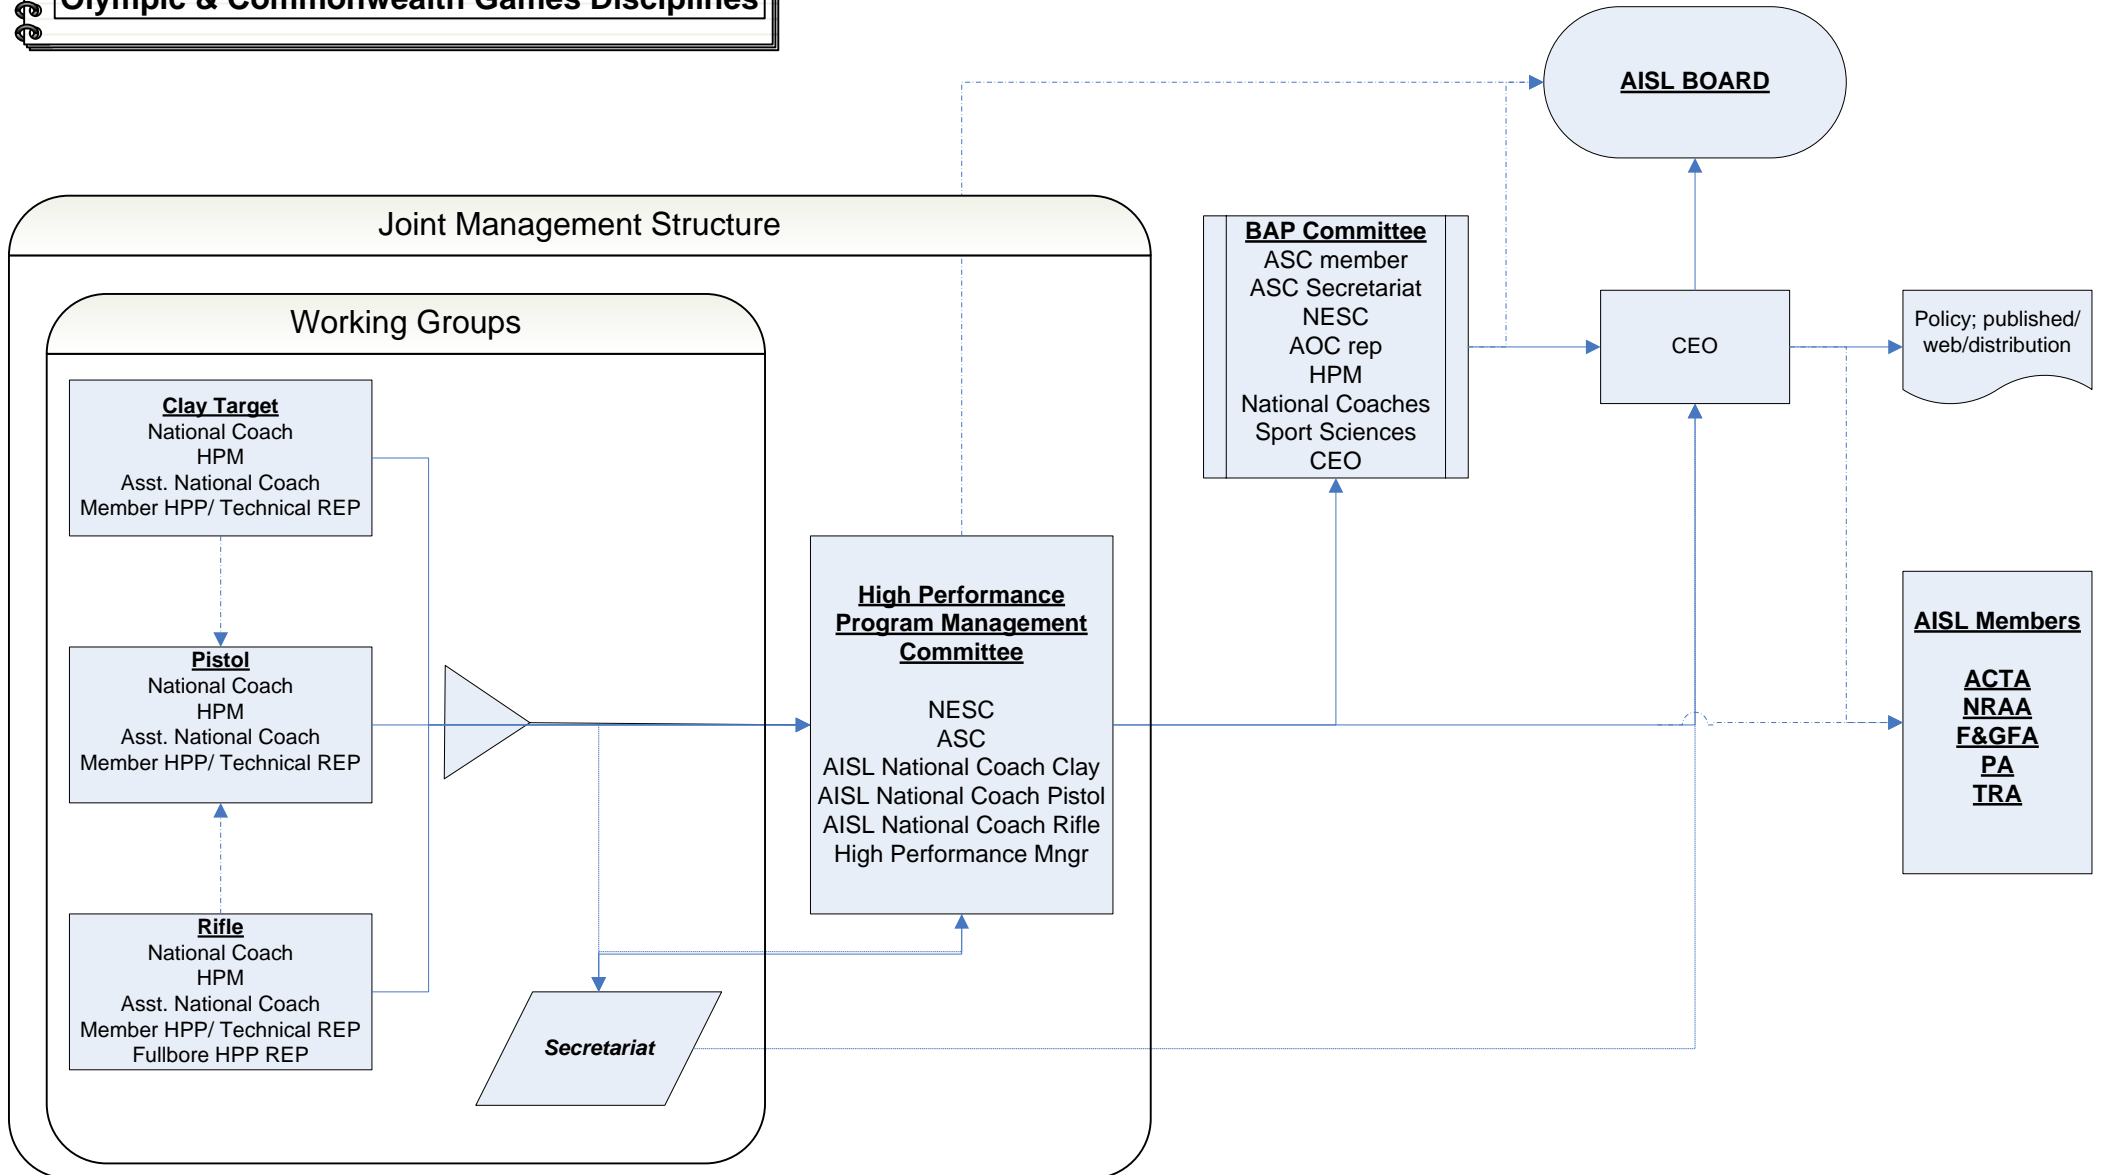 Olympic & Commonwealth Games Disciplines
AISL BOARD
Joint Management Structure
Working Groups
Clay Target
National Coach
HPM
Asst. National Coach
Member HPP/ Technical REP
Pistol
National Coach
HPM
Asst. National Coach
Member HPP/ Technical REP
Rifle
National Coach
HPM
Asst. National Coach
Member HPP/ Technical REP
Fullbore HPP REP
Secretariat
High Performance
Program Management
Committee
NESC
ASC
AISL National Coach Clay
AISL National Coach Pistol
AISL National Coach Rifle
High Performance Mngr
BAP Committee
ASC member
ASC Secretariat
NESC
AOC rep
HPM
National Coaches
Sport Sciences
CEO
CEO
Policy; published/
web/distribution
AISL Members
ACTA
NRAA
F&GFA
PA
TRA